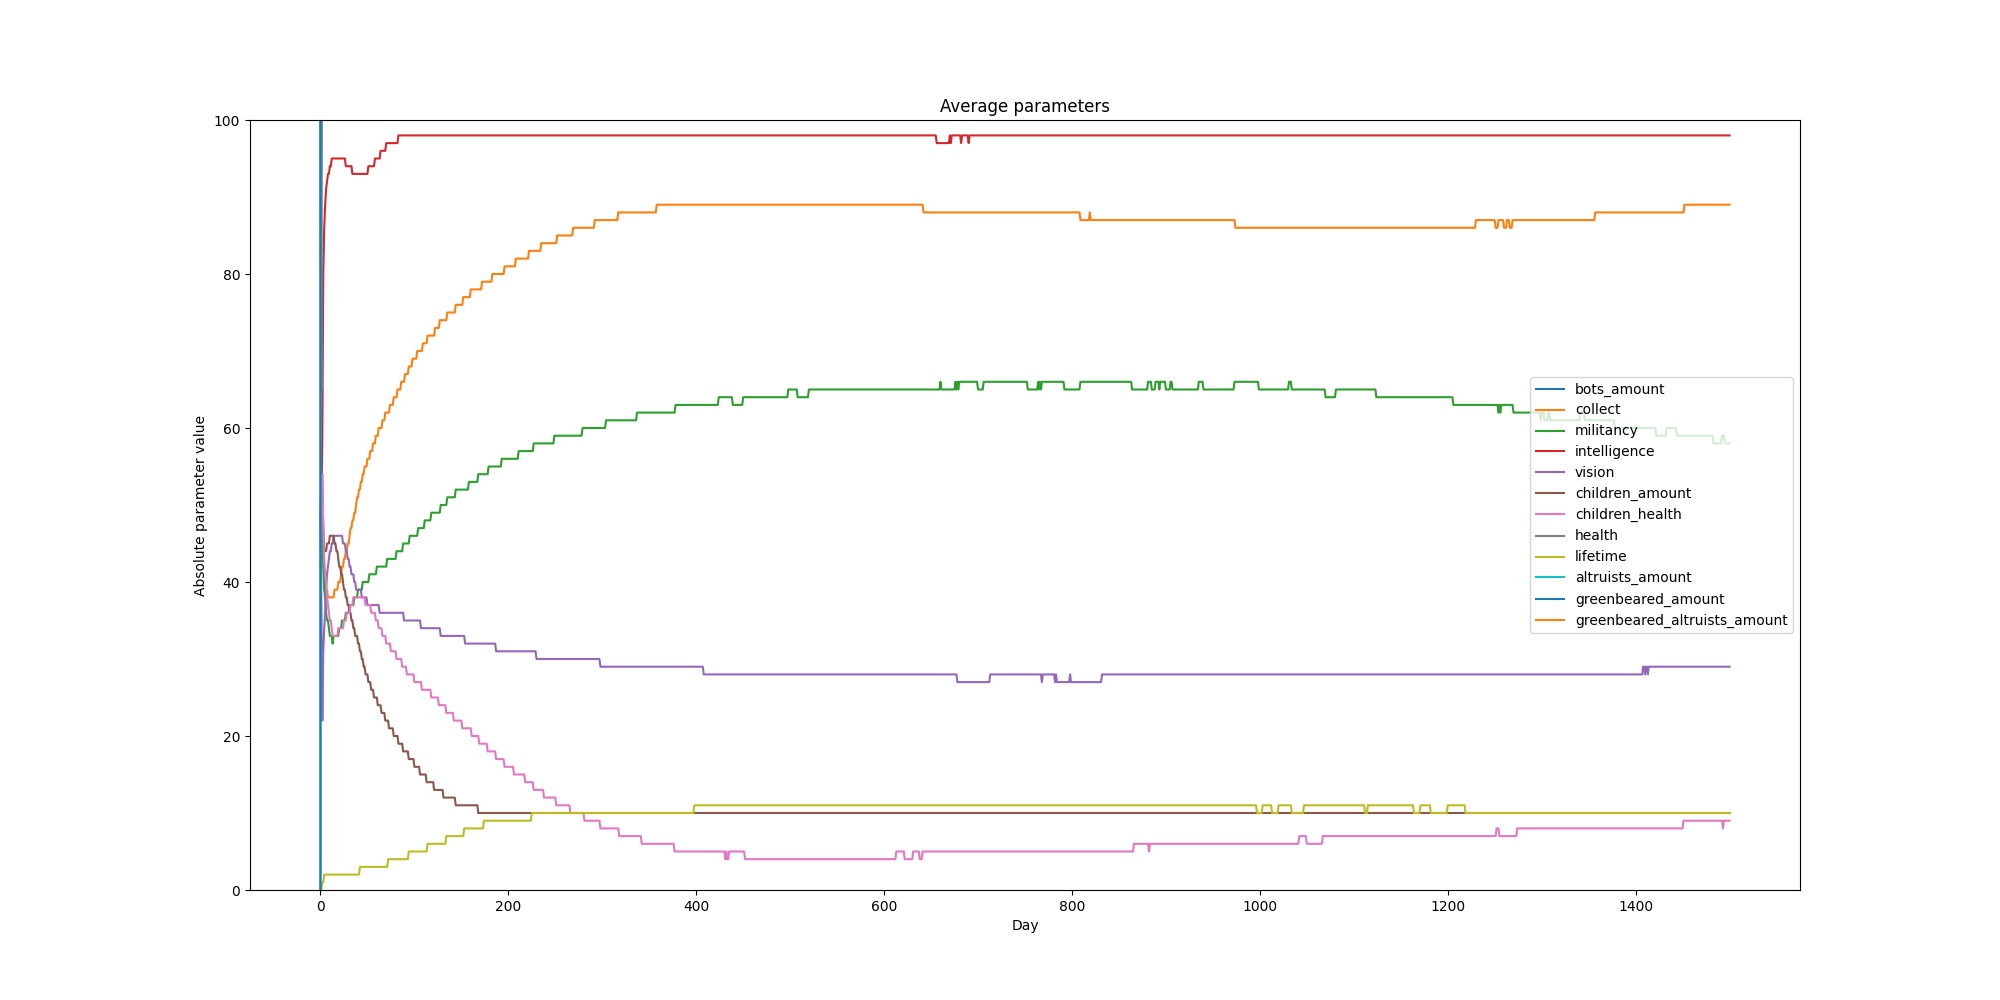 Average parameters
Absolute parameter value
100
80
60
40
20
0
0 200 400 600 800 1000 1200 1400
Day
bots_amount
collect
militancy
intelligence
vision
children_amount
children_health
health
lifetime
altruists_amount
greenbeared_amount
greenbeared_altruists_amount